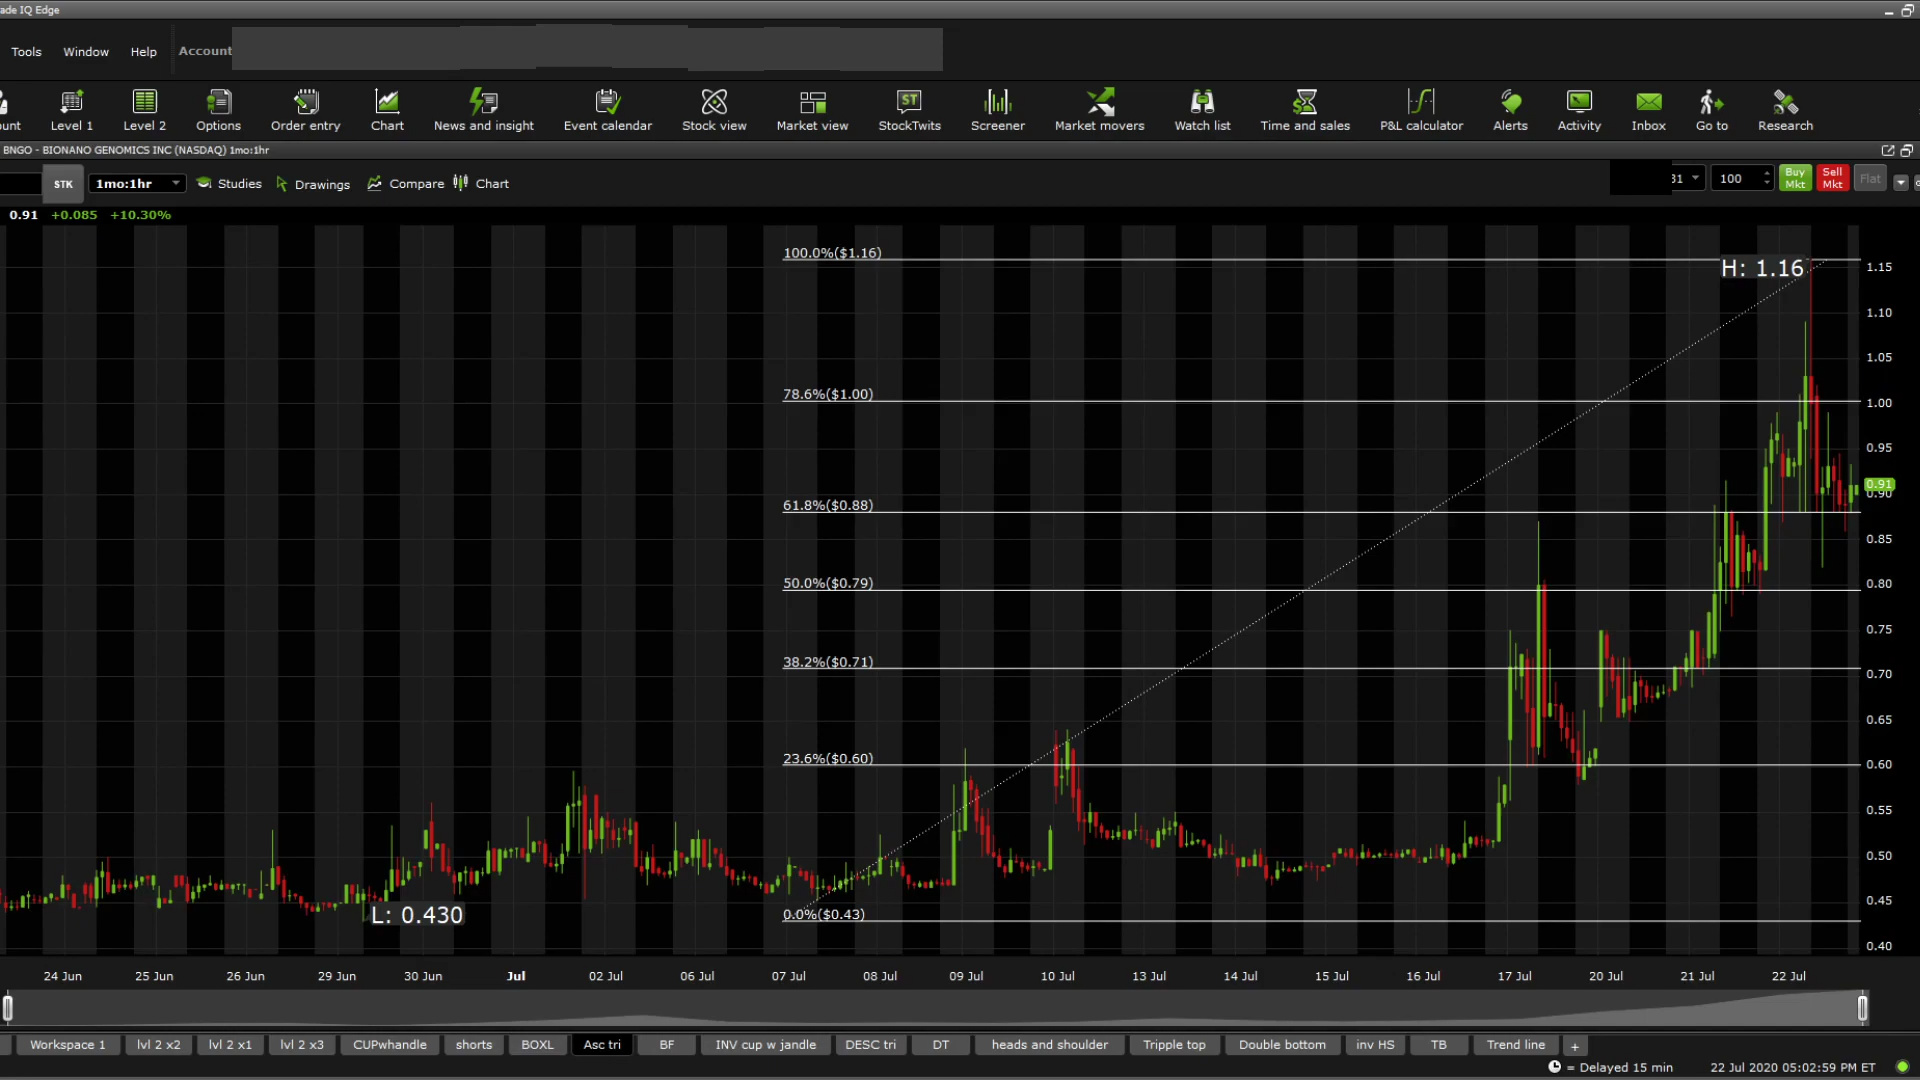 ade IQ Edge
Tools Window Help Account
unt Level 1 Level 2 Options Order entry Chart News and insight Event calendar Stock view Market view StockTwits Screener Market movers Watch list Time and sales P&L calculator Alerts Activity Inbox Go to Research
ST
BNGO - BIONANO GENOMICS INC (NASDAQ) 1mo:1hr
STK 1mo:1hr Studies Drawings Compare Chart 31 100 Buy Mkt Sell Mkt Flat
0.91 +0.085 +10.30%
100.0%($1.16)
H: 1.16
1.15
1.10
1.05
78.6%($1.00)
1.00
0.95
0.91
0.90
61.8%($0.88)
0.85
50.0%($0.79)
0.80
0.75
38.2%($0.71)
0.70
0.65
23.6%($0.60)
0.60
0.55
0.50
0.45
L: 0.430
0.0%($0.43)
0.40
24 Jun 25 Jun 26 Jun 29 Jun 30 Jun Jul 02 Jul 06 Jul 07 Jul 08 Jul 09 Jul 10 Jul 13 Jul 14 Jul 15 Jul 16 Jul 17 Jul 20 Jul 21 Jul 22 Jul
Workspace 1 lvl 2 x2 lvl 2 x1 lvl 2 x3 CUPwhandle shorts BOXL Asc tri BF INV cup w jandle DESC tri DT heads and shoulder Tripple top Double bottom inv HS TB Trend line +
= Delayed 15 min 22 Jul 2020 05:02:59 PM ET